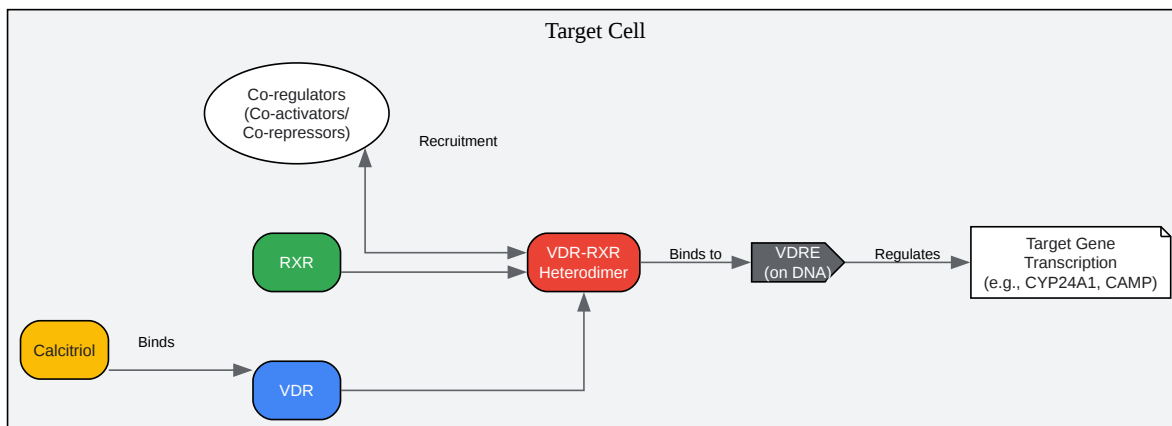 Target Cell
Co-regulators
(Co-activators/
Co-repressors)
Recruitment
RXR
VDR-RXR
Heterodimer
Binds to
VDRE
(on DNA)
Regulates
Target Gene
Transcription
(e.g., CYP24A1, CAMP)
Calcitriol
Binds
VDR